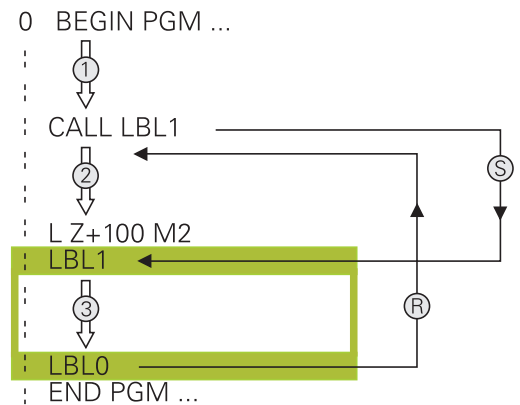 0 BEGIN PGM ...
1
CALL LBL1
S
2
L Z+100 M2
LBL1
3
R
LBL0
END PGM ...